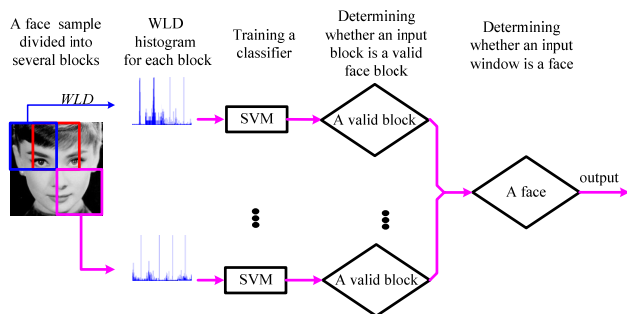 A face sample
divided into
several blocks
WLD
histogram
for each block
Training a
classifier
Determining
whether an input
block is a valid
face block
Determining
whether an input
window is a face
WLD
SVM
A valid block
A face
output
SVM
A valid block